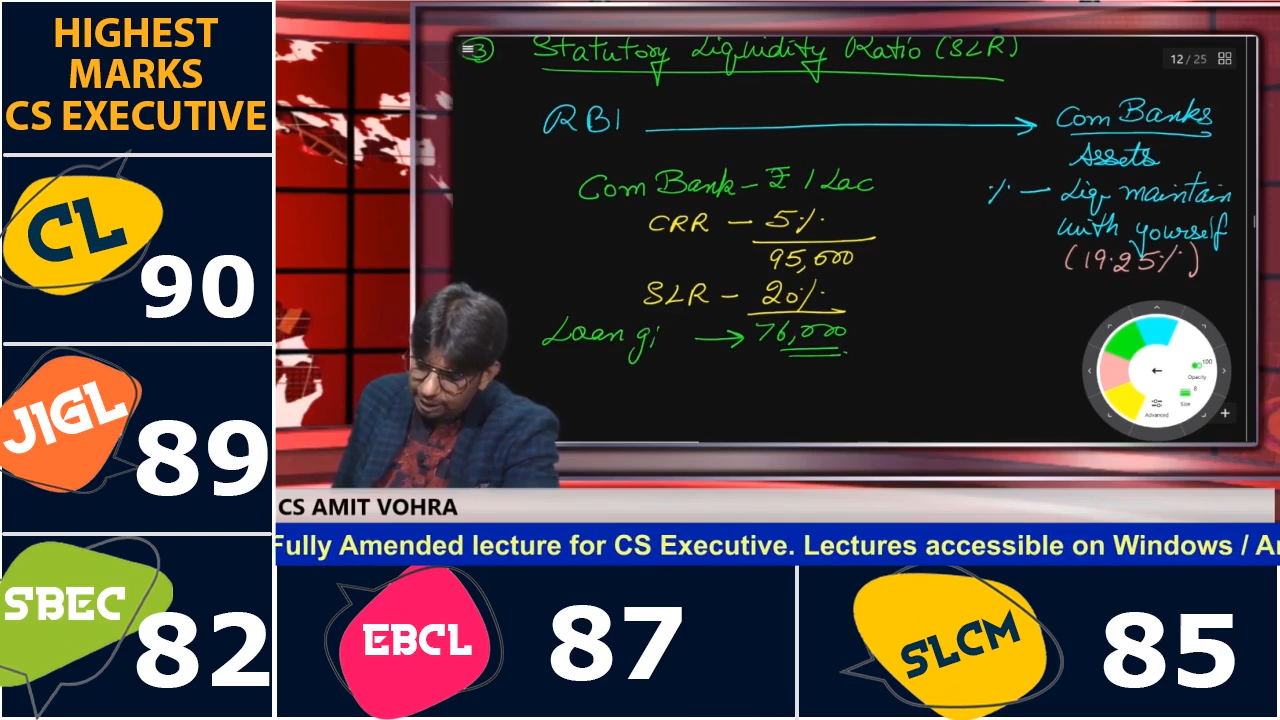 HIGHEST
MARKS
CS EXECUTIVE
CL
90
JIGL
89
SBEC
82
3) Statutory Liquidity Ratio (SLR)
12 / 25
RBI
Com Banks
Assets
Com Bank - ₹ 1 Lac
% - Liq. maintain
with yourself
(19.25%)
CRR - 5%
95,000
SLR - 20%
Loan gi → 76,000
100
Opacity
8
Size
Advanced
CS AMIT VOHRA
Fully Amended lecture for CS Executive. Lectures accessible on Windows / A
EBCL
87
SLCM
85